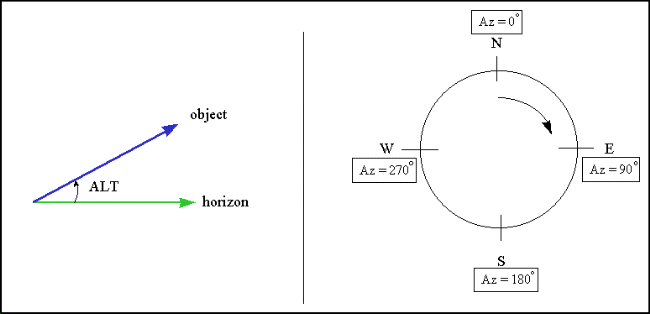 object
ALT
horizon
Az = 0°
N
W
E
Az = 270°
Az = 90°
S
Az = 180°